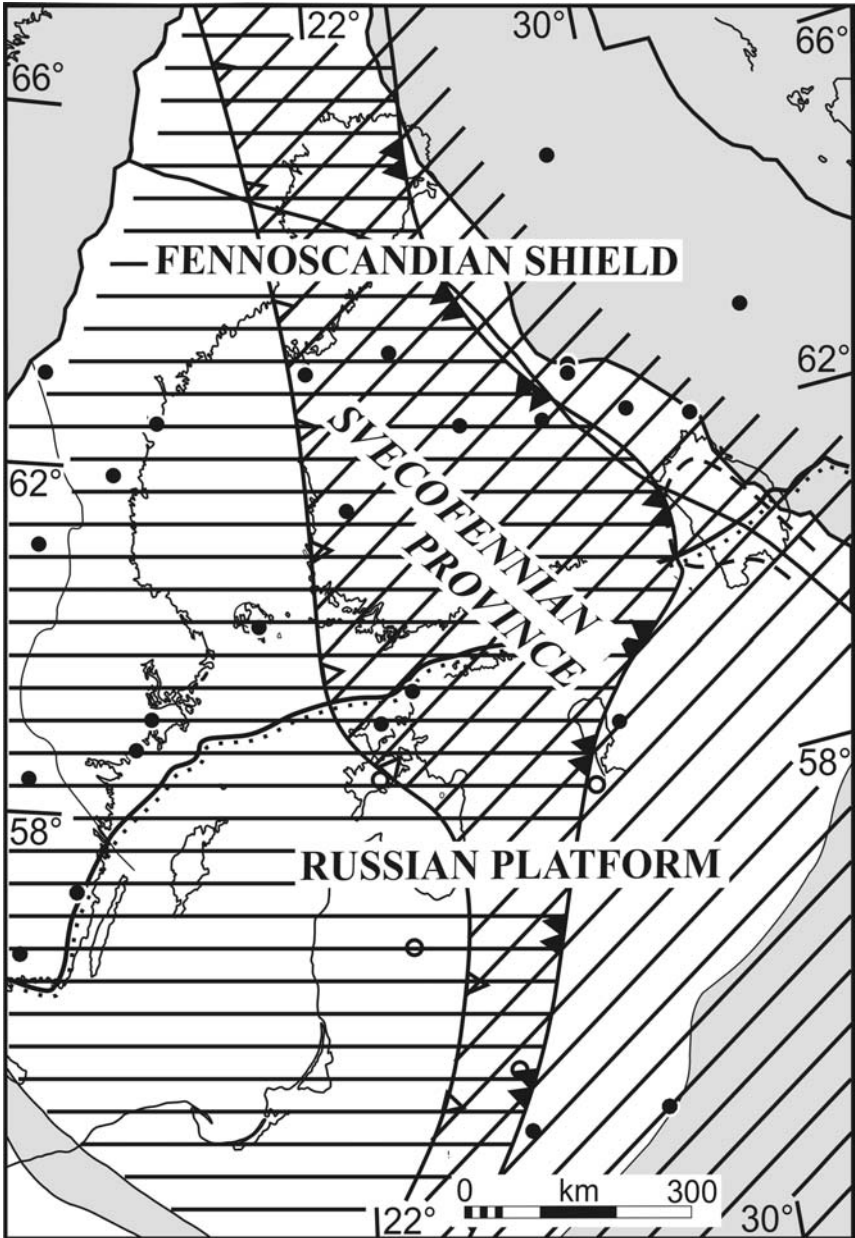 22° 30° 66°
66°
FENNOSCANDIAN SHIELD
62°
62°
SVECOFENNIAN
PROVINCE
58°
58°
RUSSIAN PLATFORM
0 km 300
22° 30°